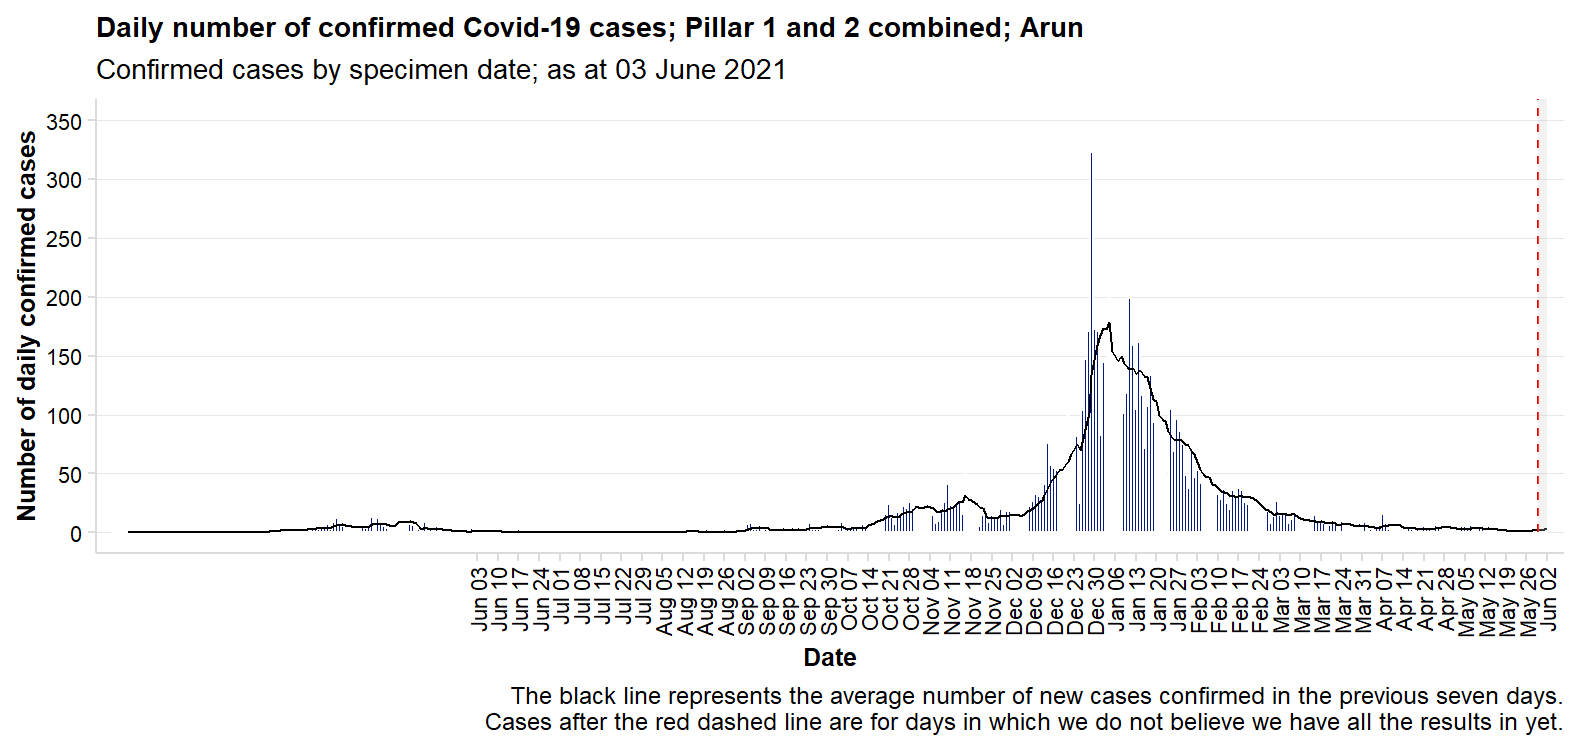 Daily number of confirmed Covid-19 cases; Pillar 1 and 2 combined; Arun
Confirmed cases by specimen date; as at 03 June 2021
Number of daily confirmed cases
350
300
250
200
150
100
50
0
Jun 03
Jun 10
Jun 17
Jun 24
Jul 01
Jul 08
Jul 15
Jul 22
Jul 29
Aug 05
Aug 12
Aug 19
Aug 26
Sep 02
Sep 09
Sep 16
Sep 23
Sep 30
Oct 07
Oct 14
Oct 21
Oct 28
Nov 04
Nov 11
Nov 18
Nov 25
Dec 02
Dec 09
Dec 16
Dec 23
Dec 30
Jan 06
Jan 13
Jan 20
Jan 27
Feb 03
Feb 10
Feb 17
Feb 24
Mar 03
Mar 10
Mar 17
Mar 24
Mar 31
Apr 07
Apr 14
Apr 21
Apr 28
May 05
May 12
May 19
May 26
Jun 02
Date
The black line represents the average number of new cases confirmed in the previous seven days.
Cases after the red dashed line are for days in which we do not believe we have all the results in yet.